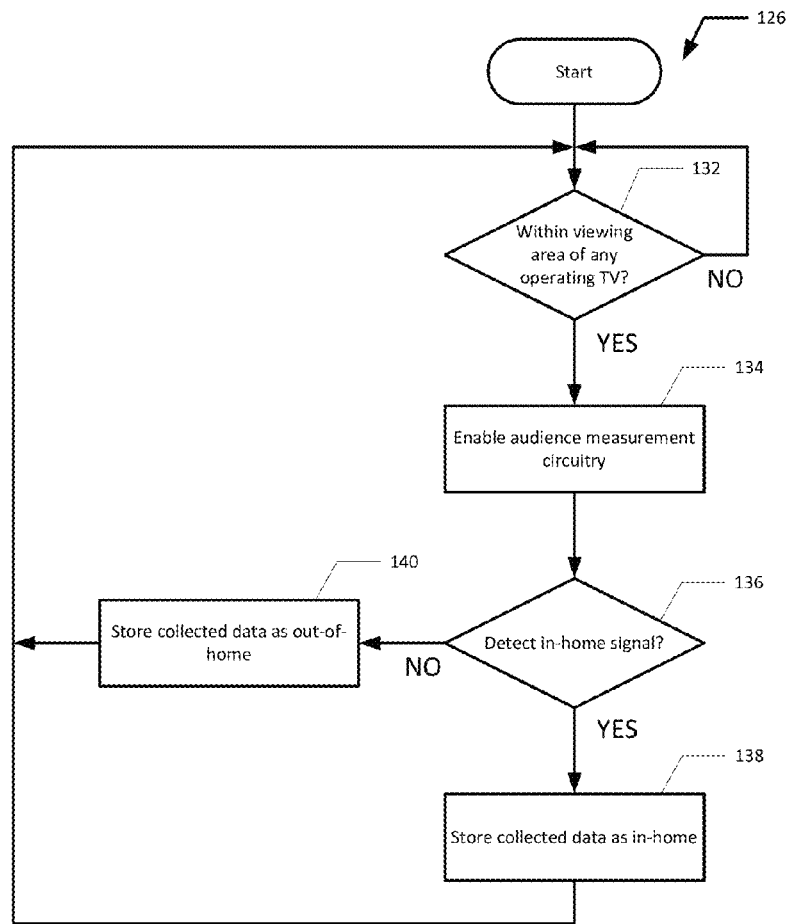 126
Start
132
Within viewing
area of any
operating TV?
NO
YES
134
Enable audience measurement
circuitry
140
136
Store collected data as out-of-
home
Detect in-home signal?
NO
YES
138
Store collected data as in-home